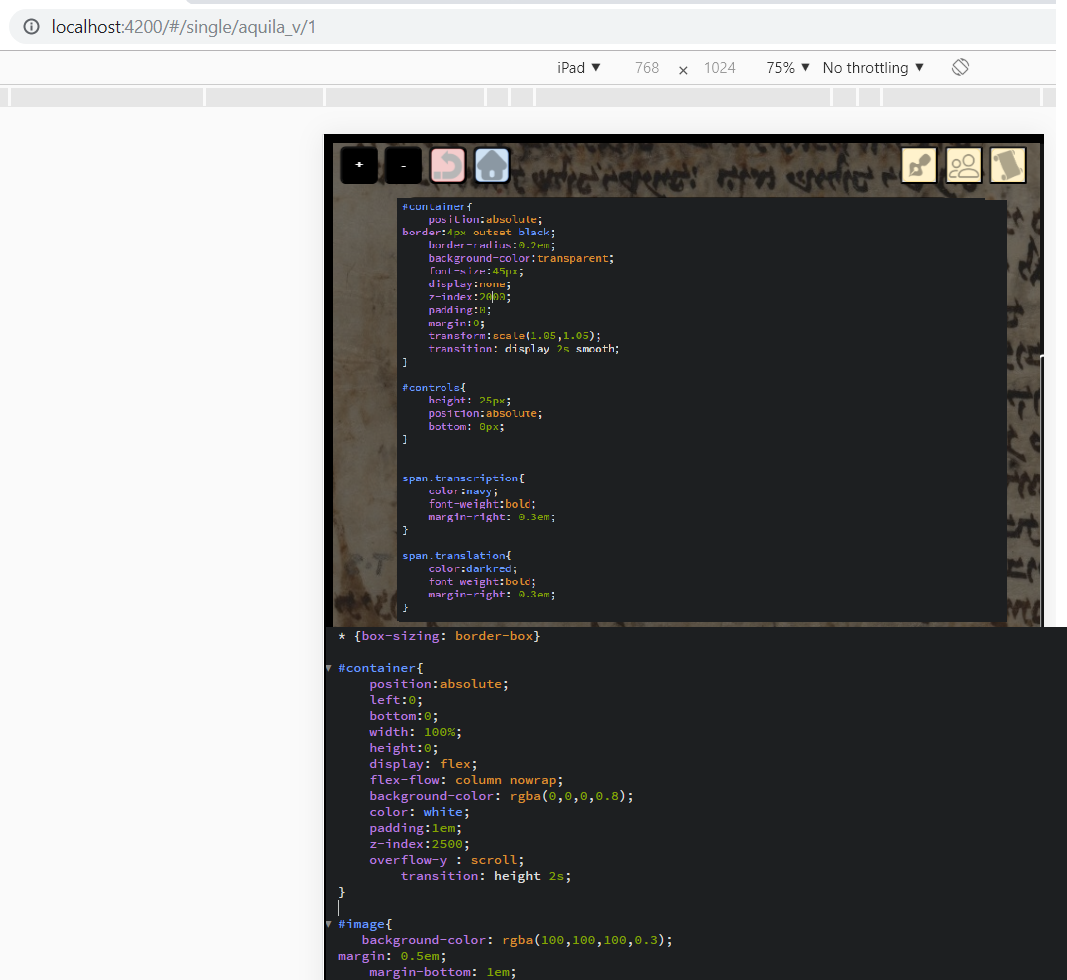 localhost:4200/#/single/aquila_v/1
iPad ▼ 768 × 1024 75% ▼ No throttling ▼
+ -
#container{
position:absolute;
border:4px outset black;
border-radius:0.2em;
background-color:transparent;
font-size:45px;
display:none;
z-index:2000;
padding:0;
margin:0;
transform:scale(1.05,1.05);
transition: display 2s smooth;
}
#controls{
height: 25px;
position:absolute;
bottom: 0px;
}
span.transcription{
color:navy;
font-weight:bold;
margin-right: 0.3em;
}
span.translation{
color:darkred;
font-weight:bold;
margin-right: 0.3em;
}
* {box-sizing: border-box}
#container{
position:absolute;
left:0;
bottom:0;
width: 100%;
height:0;
display: flex;
flex-flow: column nowrap;
background-color: rgba(0,0,0,0.8);
color: white;
padding:1em;
z-index:2500;
overflow-y : scroll;
transition: height 2s;
}
#image{
background-color: rgba(100,100,100,0.3);
margin: 0.5em;
margin-bottom: 1em;